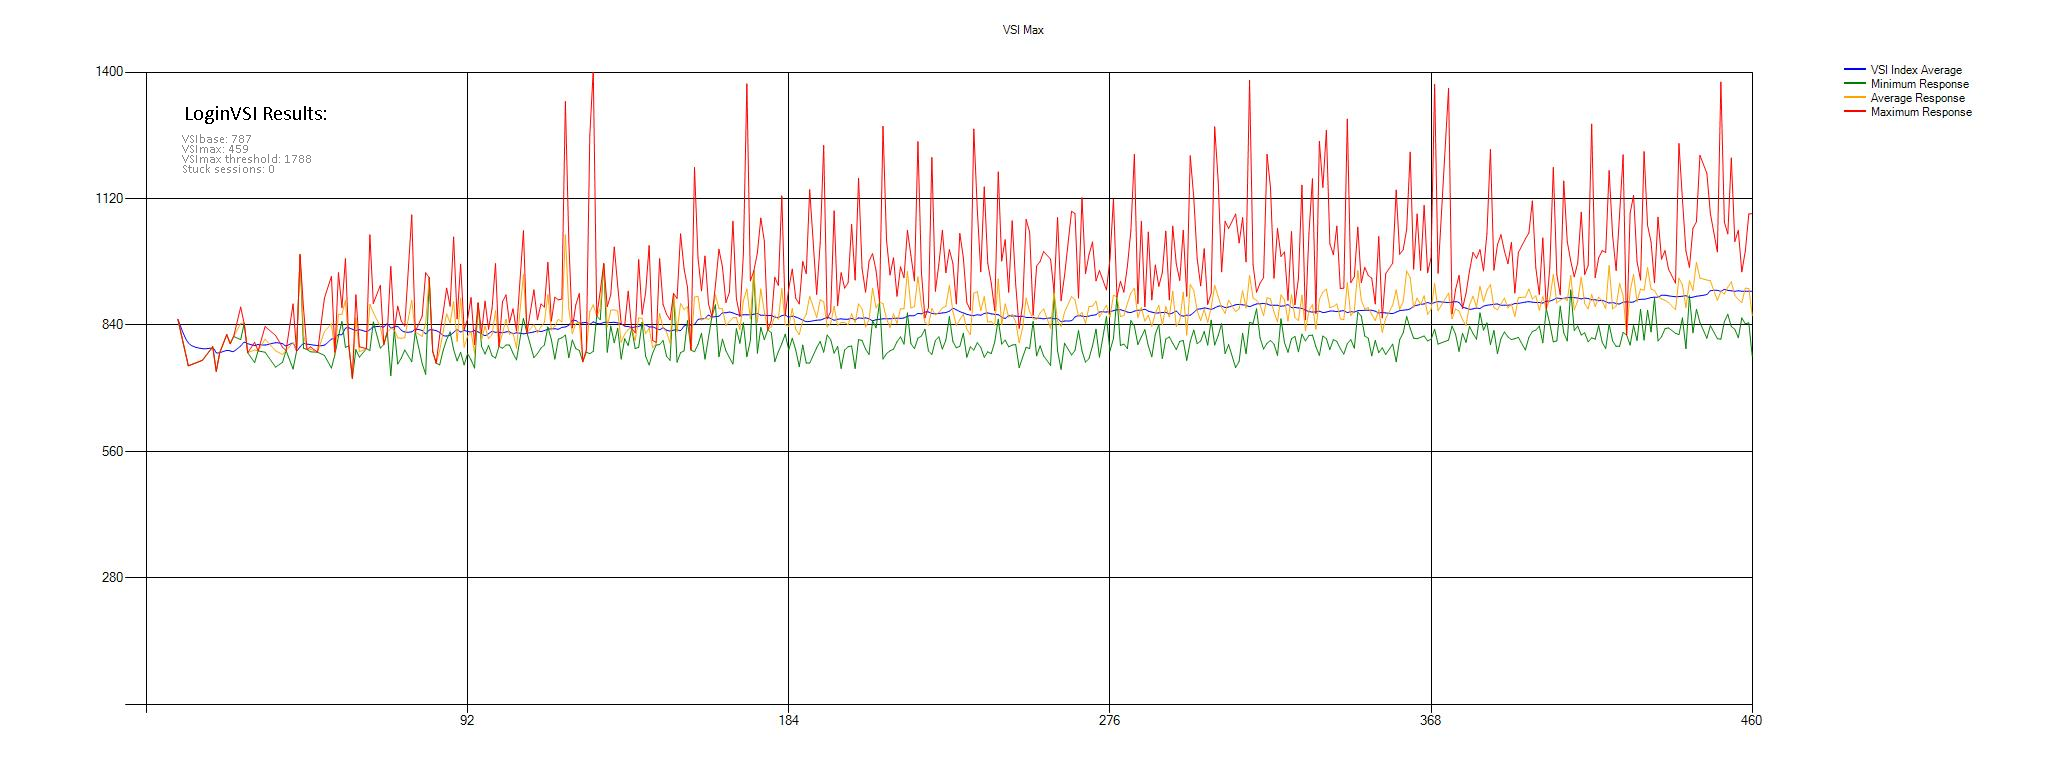 VSI Max
1400
1120
840
560
280
92
184
276
368
460
LoginVSI Results:
VSIbase: 787
VSImax: 459
VSImax threshold: 1788
Stuck sessions: 0
VSI Index Average
Minimum Response
Average Response
Maximum Response